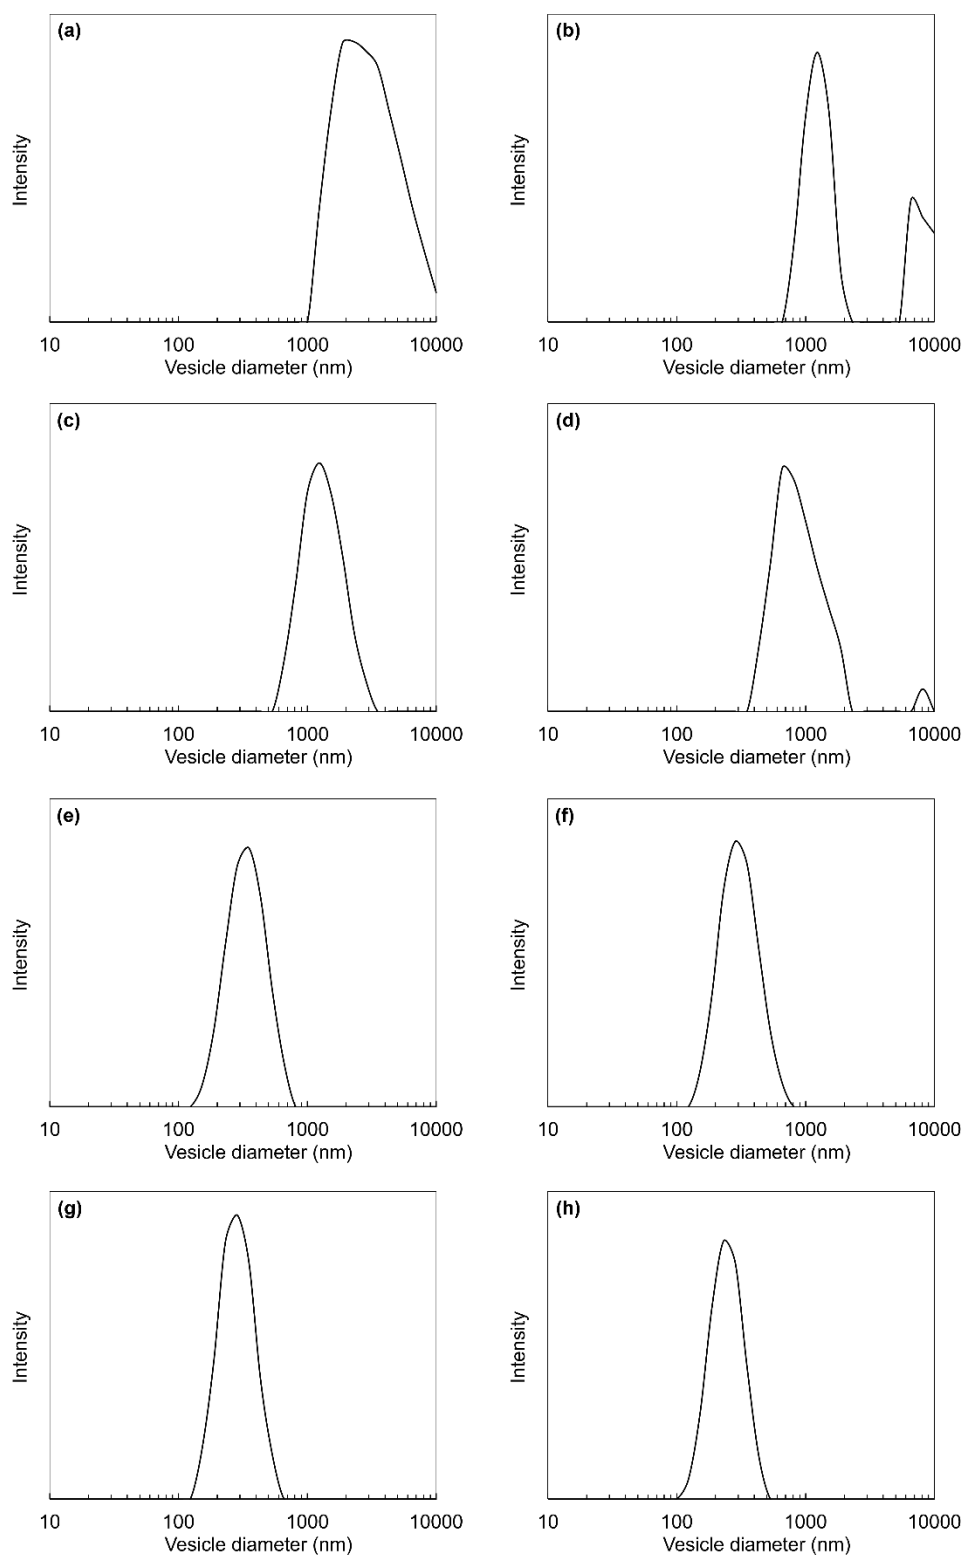 (a)
(b)
Intensity
Intensity
10 100 1000 10000
10 100 1000 10000
Vesicle diameter (nm)
Vesicle diameter (nm)
(c)
(d)
Intensity
Intensity
10 100 1000 10000
10 100 1000 10000
Vesicle diameter (nm)
Vesicle diameter (nm)
(e)
(f)
Intensity
Intensity
10 100 1000 10000
10 100 1000 10000
Vesicle diameter (nm)
Vesicle diameter (nm)
(g)
(h)
Intensity
Intensity
10 100 1000 10000
10 100 1000 10000
Vesicle diameter (nm)
Vesicle diameter (nm)